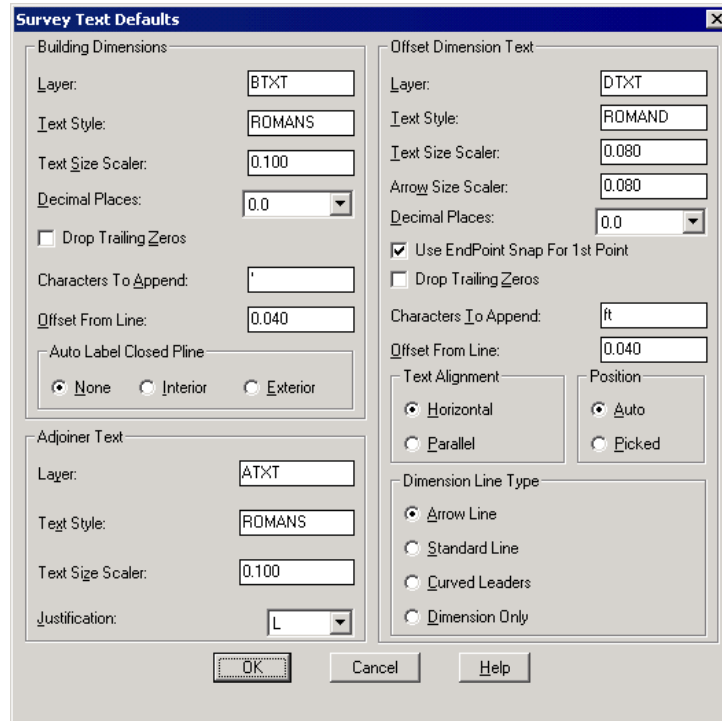 Survey Text Defaults
Building Dimensions
Layer: BTXT
Text Style: ROMANS
Text Size Scaler: 0.100
Decimal Places: 0.0
Drop Trailing Zeros
Characters To Append: '
Offset From Line: 0.040
Auto Label Closed Pline
None Interior Exterior
Adjoiner Text
Layer: ATXT
Text Style: ROMANS
Text Size Scaler: 0.100
Justification: L
Offset Dimension Text
Layer: DTXT
Text Style: ROMAND
Text Size Scaler: 0.080
Arrow Size Scaler: 0.080
Decimal Places: 0.0
Use EndPoint Snap For 1st Point
Drop Trailing Zeros
Characters To Append: ft
Offset From Line: 0.040
Text Alignment
Horizontal
Parallel
Position
Auto
Picked
Dimension Line Type
Arrow Line
Standard Line
Curved Leaders
Dimension Only
OK Cancel Help